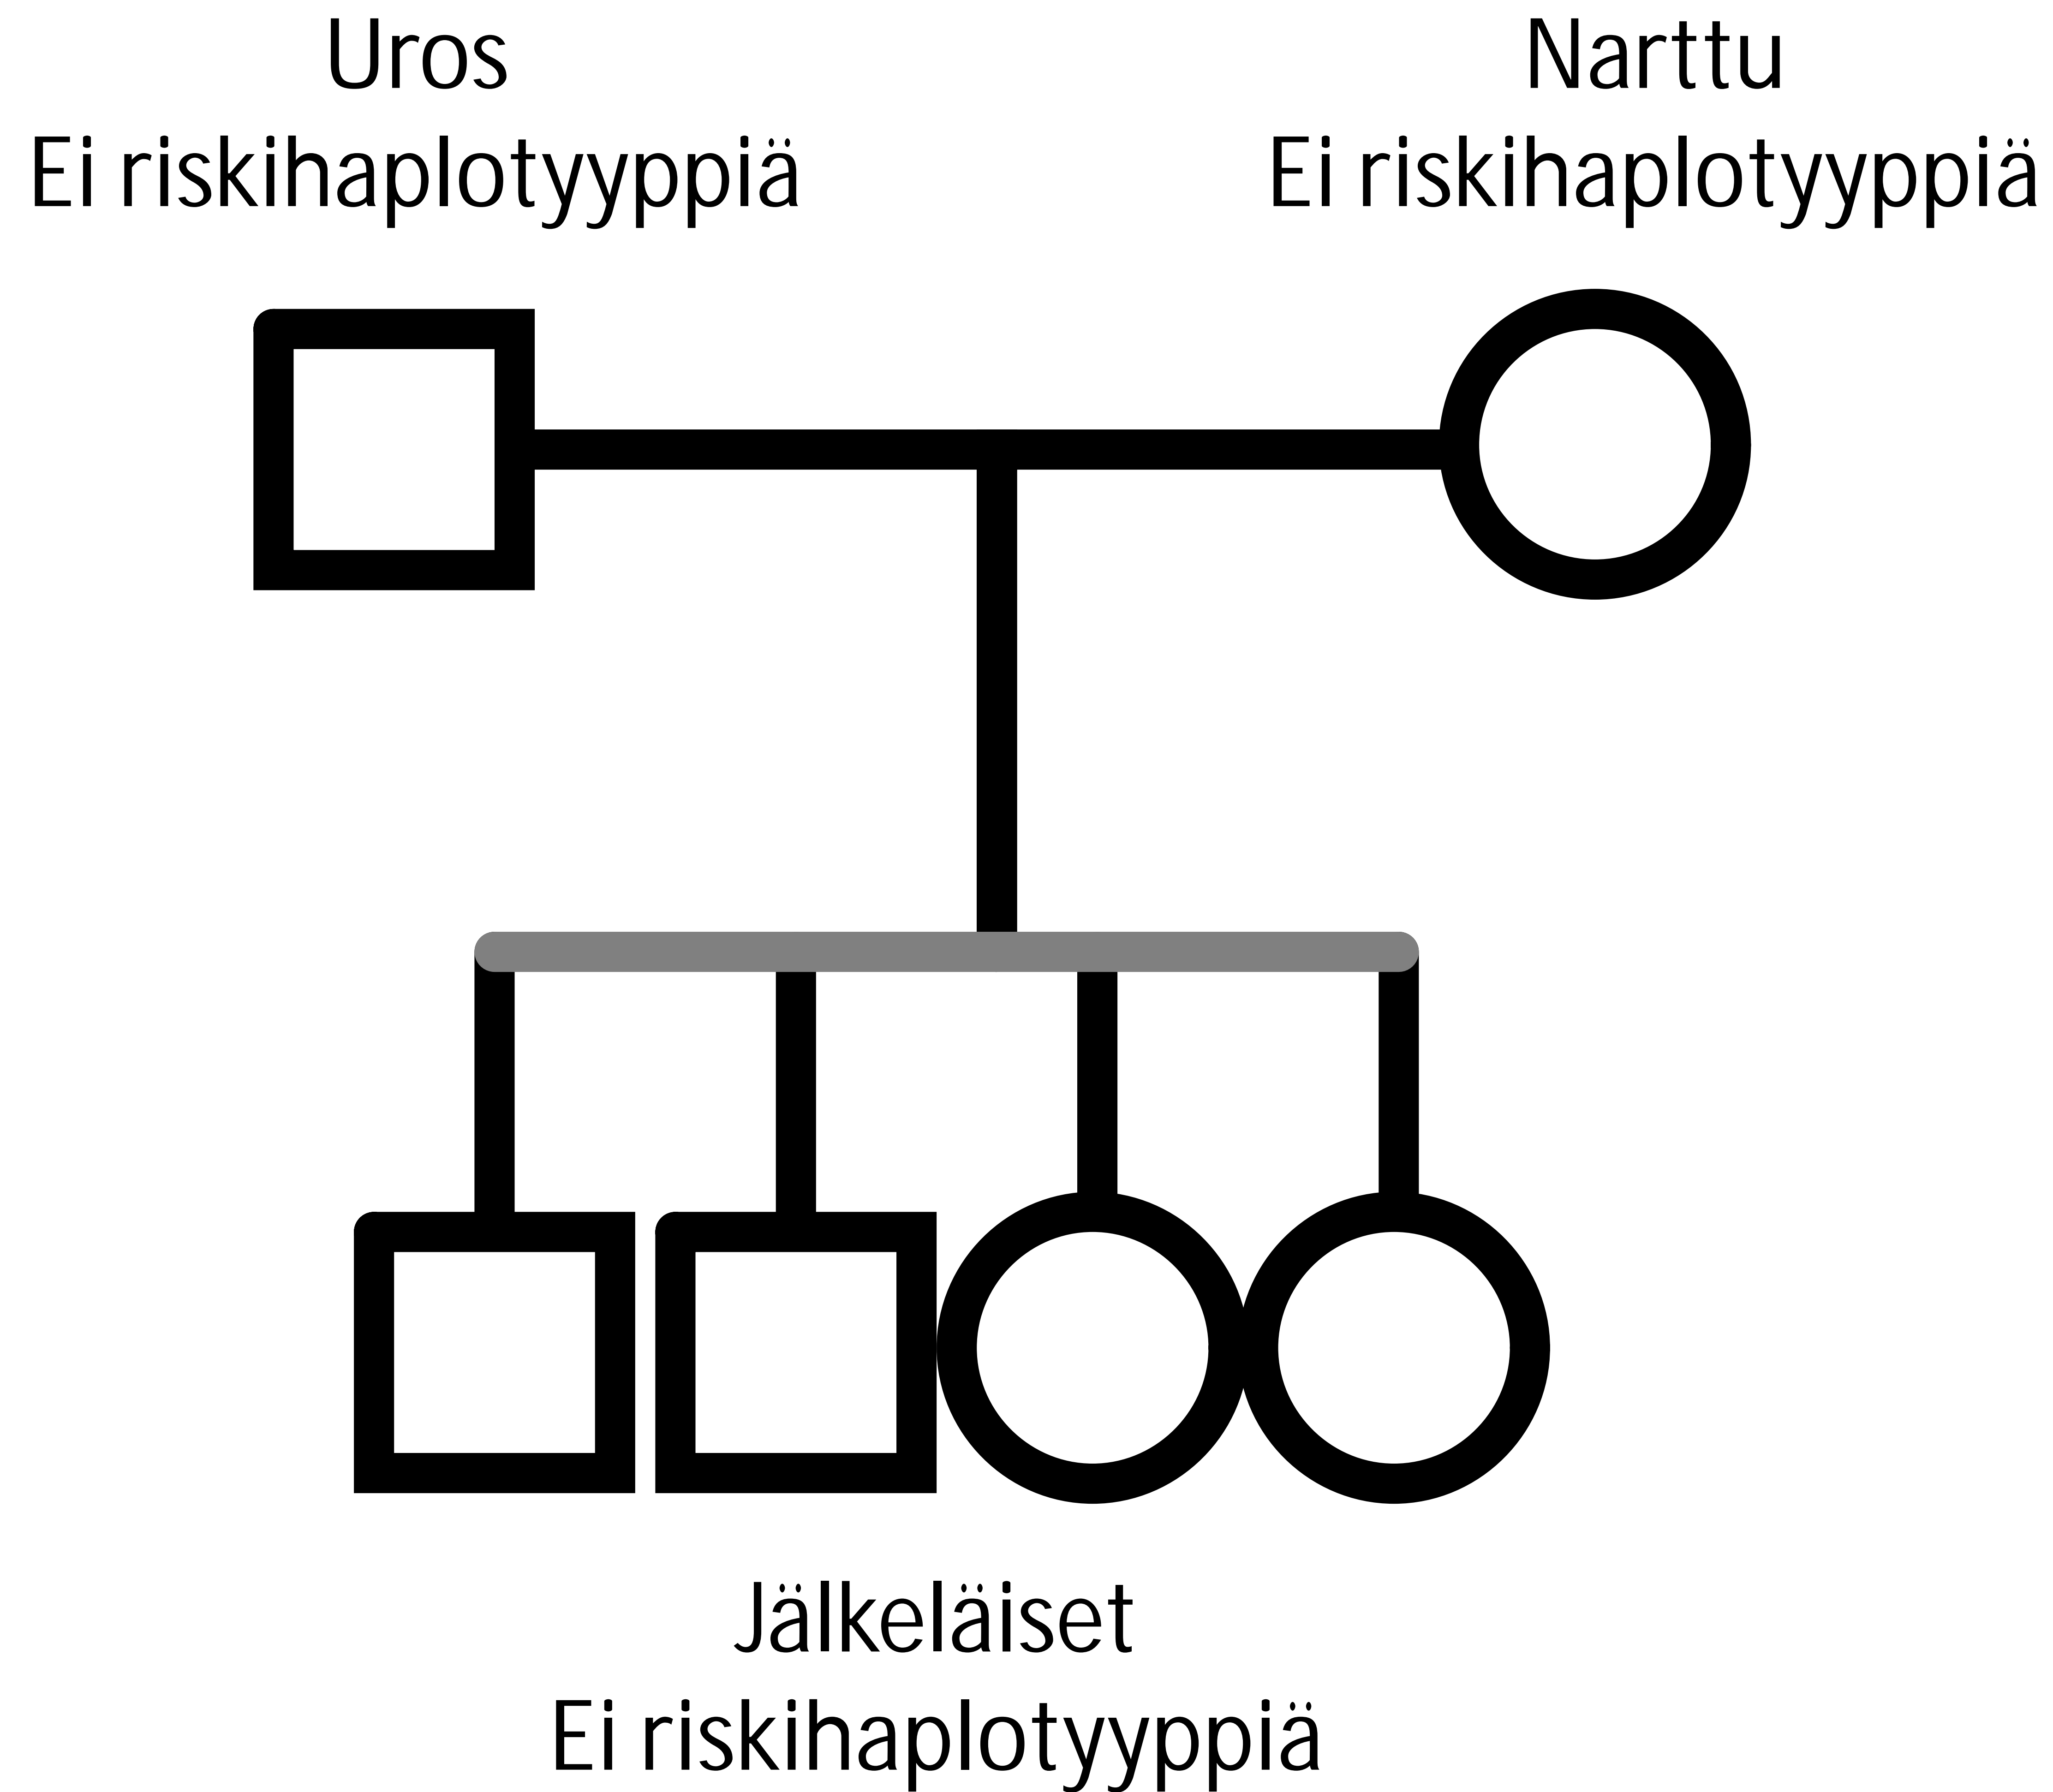 Uros
Ei riskihaplotyyppiä
Narttu
Ei riskihaplotyyppiä
Jälkeläiset
Ei riskihaplotyyppiä